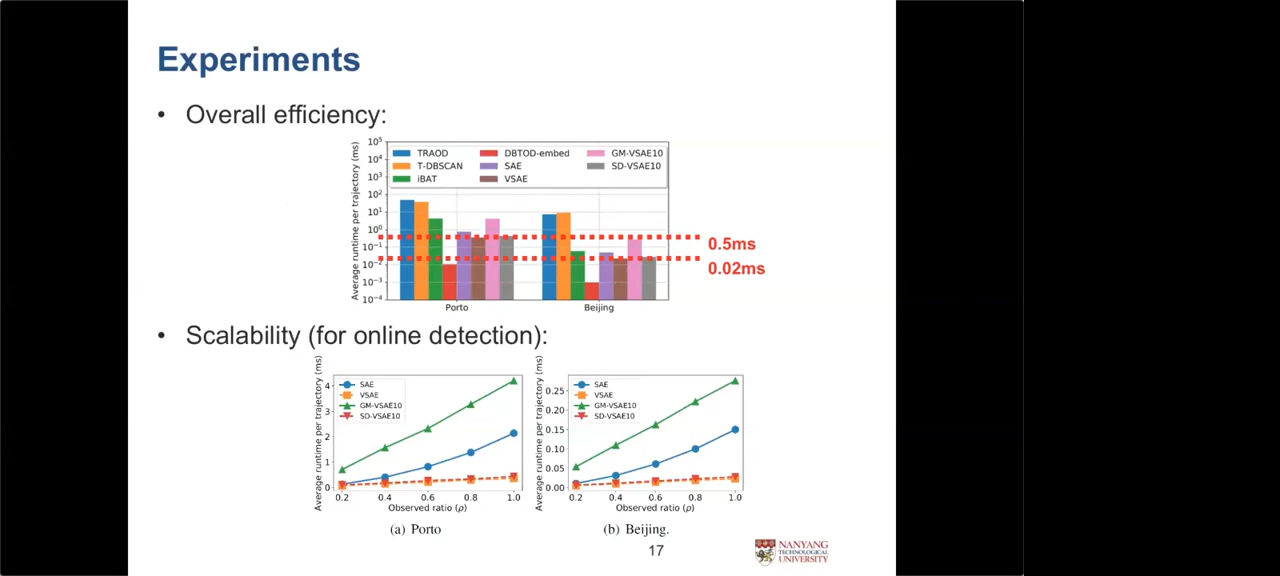 Experiments
• Overall efficiency:
Average runtime per trajectory (ms)
10⁵
10⁴
10³
10²
10¹
10⁰
10⁻¹
10⁻²
10⁻³
10⁻⁴
TRAOD
T-DBSCAN
iBAT
DBTOD-embed
SAE
VSAE
GM-VSAE10
SD-VSAE10
Porto
Beijing
0.5ms
0.02ms
• Scalability (for online detection):
Average runtime per trajectory (ms)
4
3
2
1
0
SAE
VSAE
GM-VSAE10
SD-VSAE10
0.2 0.4 0.6 0.8 1.0
Observed ratio (ρ)
(a) Porto
Average runtime per trajectory (ms)
0.25
0.20
0.15
0.10
0.05
0.00
SAE
VSAE
GM-VSAE10
SD-VSAE10
0.2 0.4 0.6 0.8 1.0
Observed ratio (ρ)
(b) Beijing.
17
NANYANG
TECHNOLOGICAL
UNIVERSITY